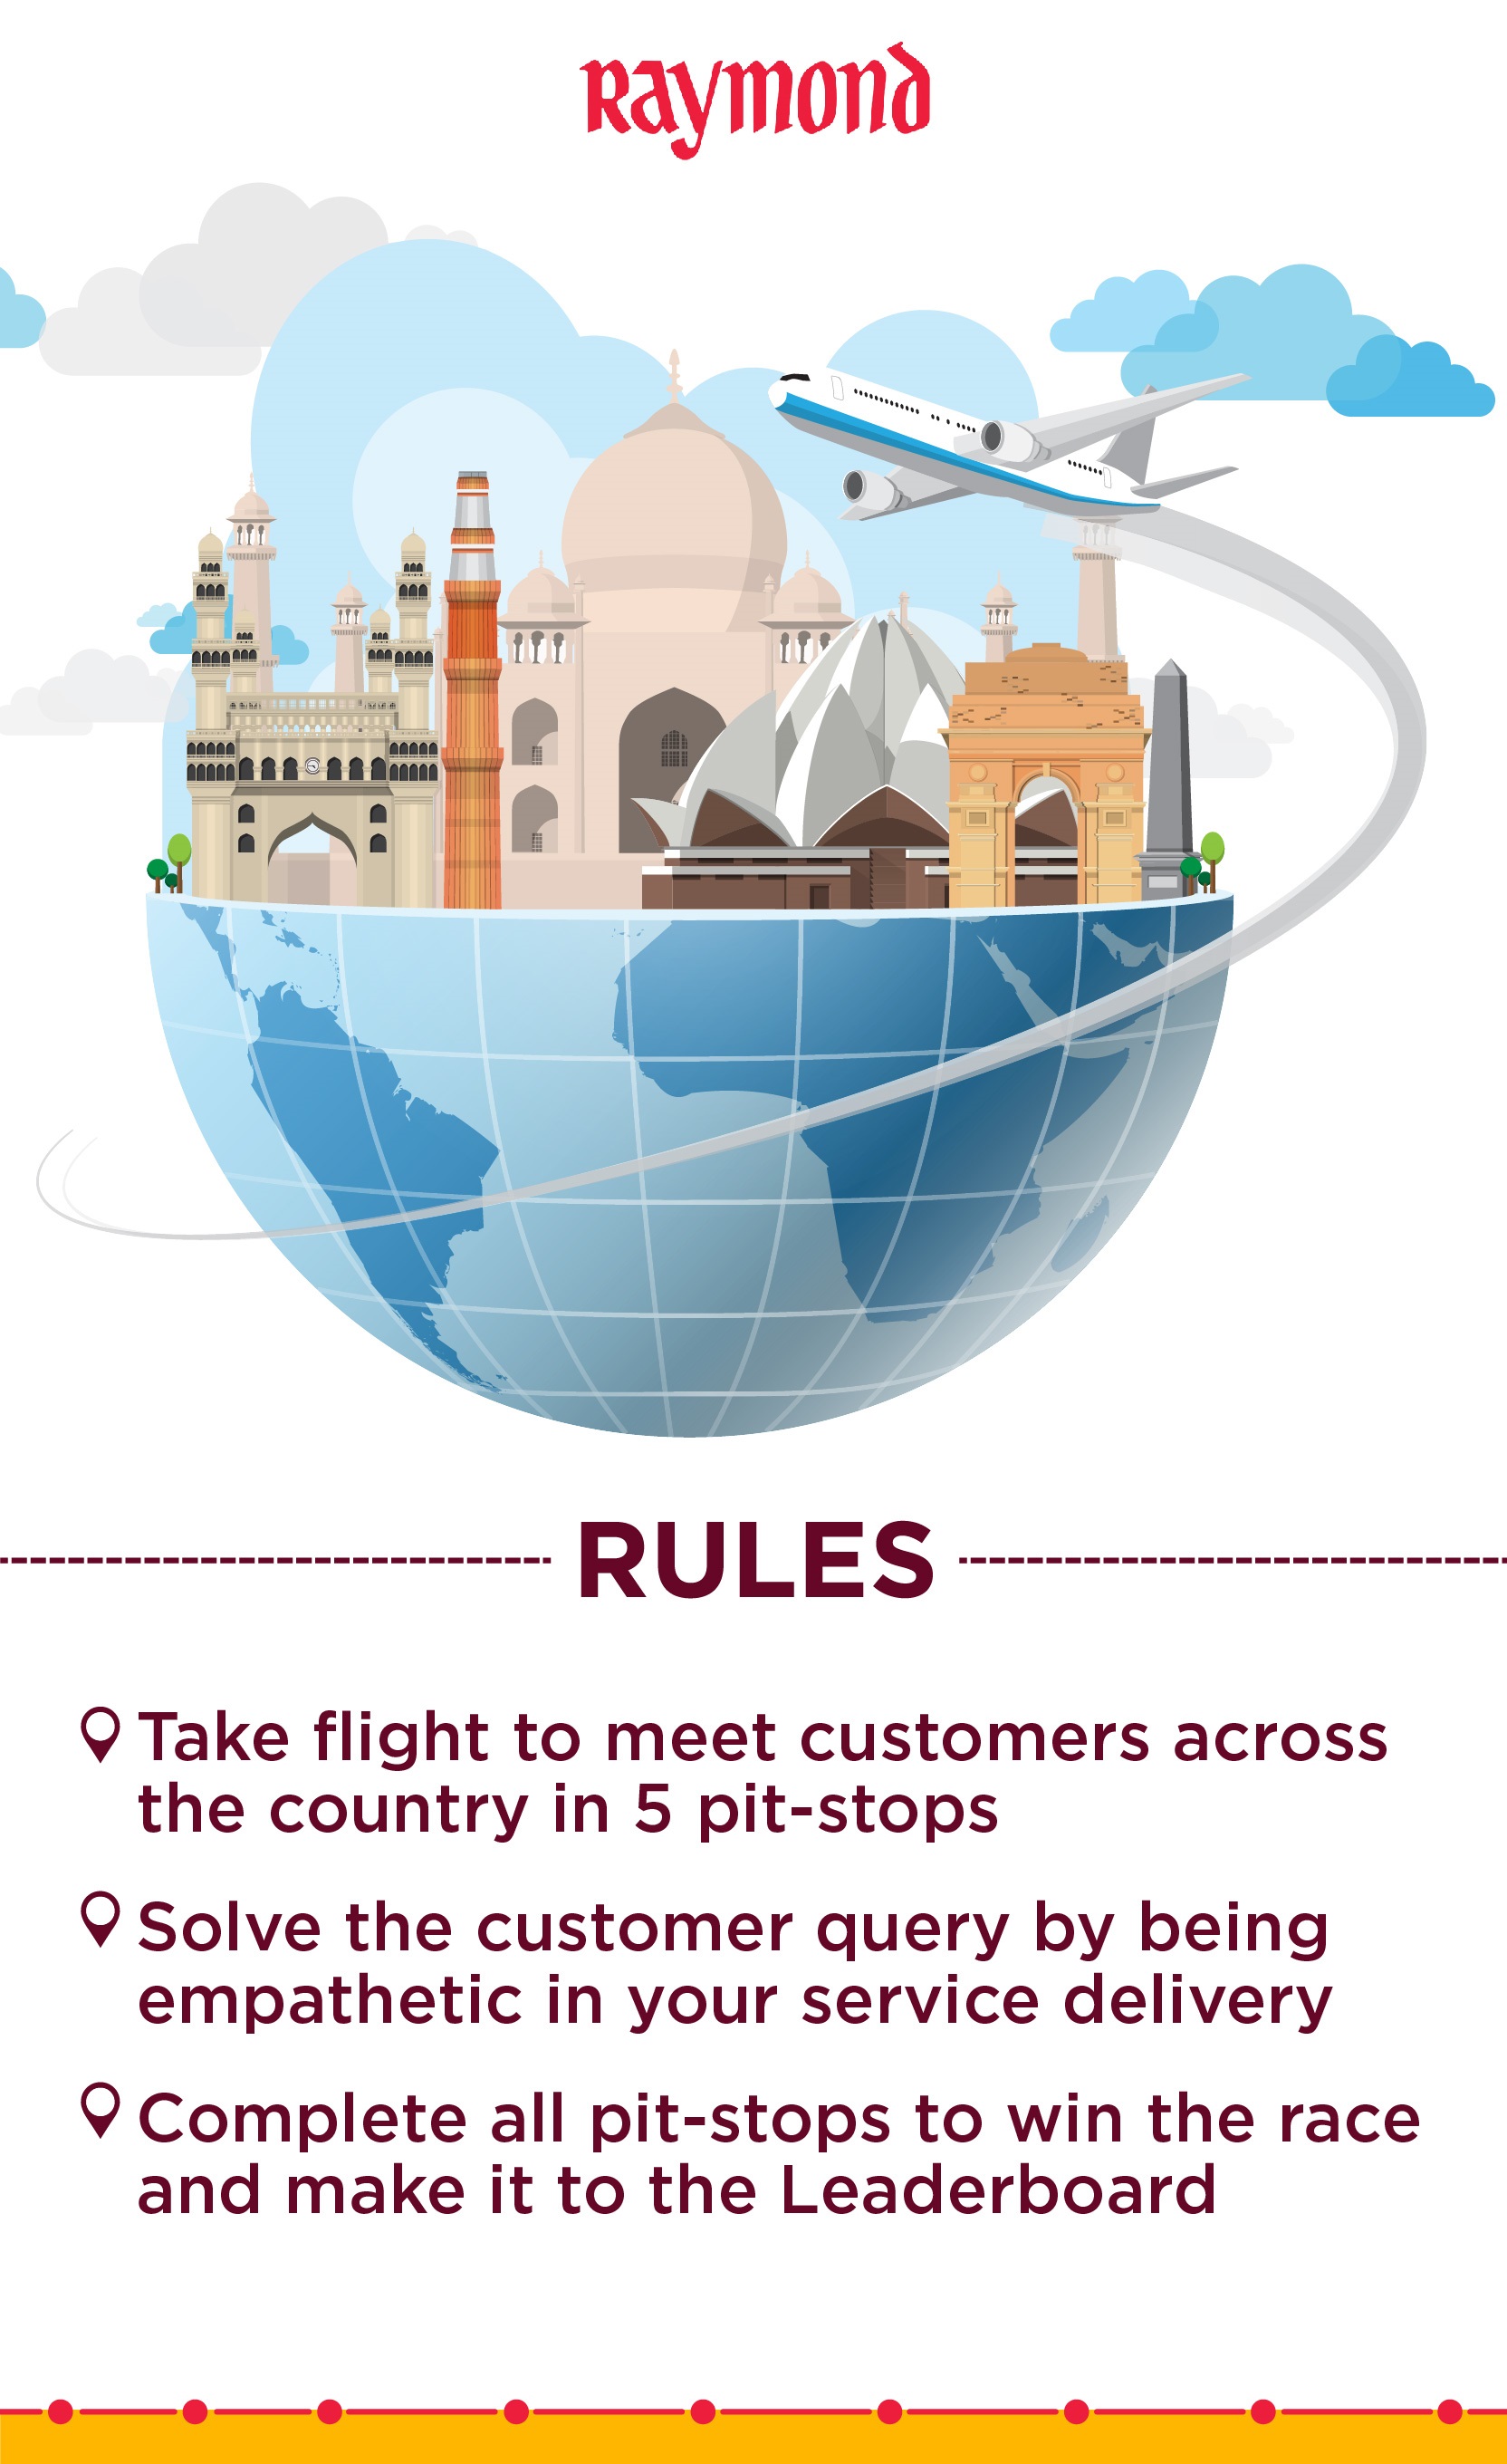 Raymond
RULES
Take flight to meet customers across
the country in 5 pit-stops
Solve the customer query by being
empathetic in your service delivery
Complete all pit-stops to win the race
and make it to the Leaderboard